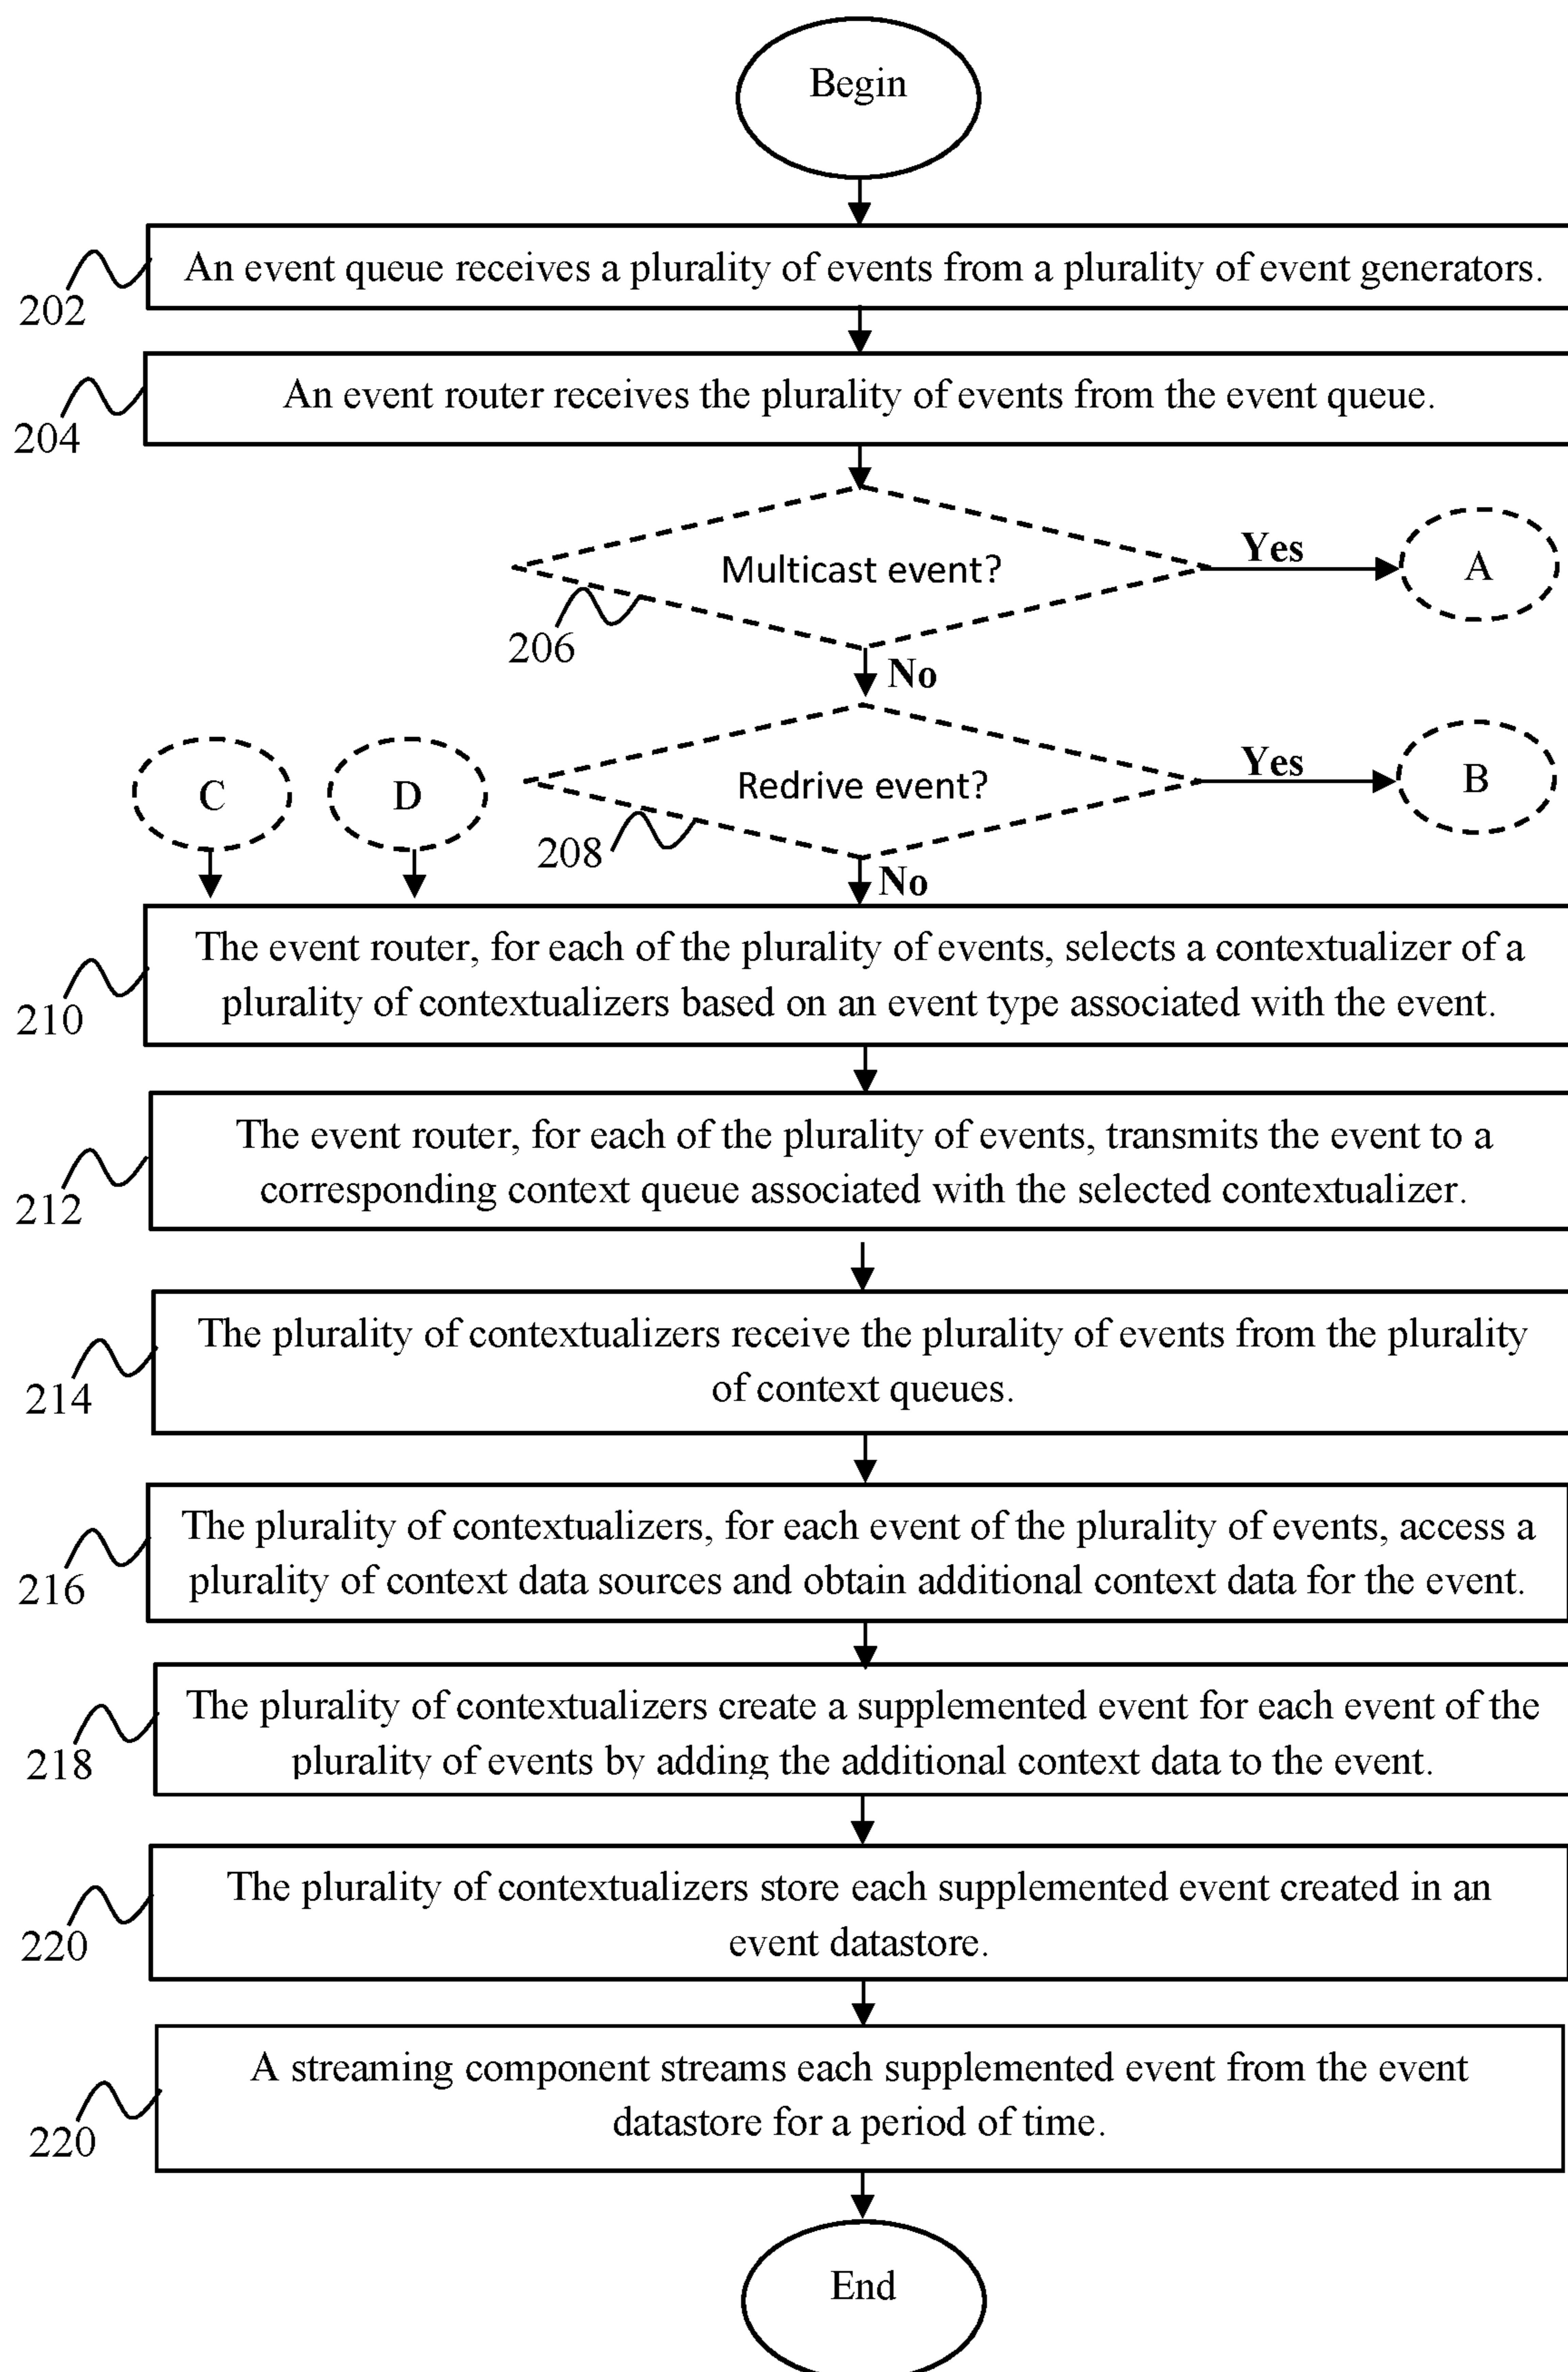 Begin
An event queue receives a plurality of events from a plurality of event generators.
202
An event router receives the plurality of events from the event queue.
204
Multicast event?
Yes
A
206
No
C
D
Redrive event?
Yes
B
208
No
The event router, for each of the plurality of events, selects a contextualizer of a
plurality of contextualizers based on an event type associated with the event.
210
The event router, for each of the plurality of events, transmits the event to a
corresponding context queue associated with the selected contextualizer.
212
The plurality of contextualizers receive the plurality of events from the plurality
of context queues.
214
The plurality of contextualizers, for each event of the plurality of events, access a
plurality of context data sources and obtain additional context data for the event.
216
The plurality of contextualizers create a supplemented event for each event of the
plurality of events by adding the additional context data to the event.
218
The plurality of contextualizers store each supplemented event created in an
event datastore.
220
A streaming component streams each supplemented event from the event
datastore for a period of time.
220
End